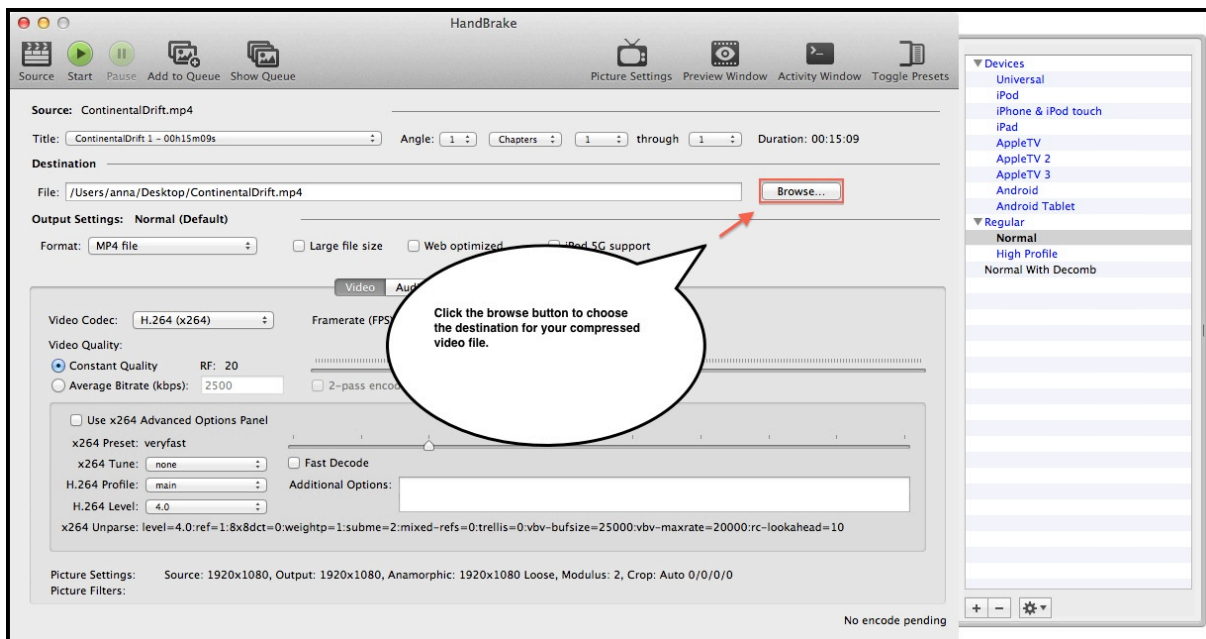 HandBrake
Source Start Pause Add to Queue Show Queue
Picture Settings Preview Window Activity Window Toggle Presets
Source: ContinentalDrift.mp4
Title: ContinentalDrift 1 – 00h15m09s Angle: 1 Chapters 1 through 1 Duration: 00:15:09
Destination
File: /Users/anna/Desktop/ContinentalDrift.mp4 Browse...
Output Settings: Normal (Default)
Format: MP4 file Large file size Web optimized iPod 5G support
Video
Video Codec: H.264 (x264) Framerate (FPS)
Video Quality:
Constant Quality RF: 20
Average Bitrate (kbps): 2500 2-pass
Click the browse button to choose
the destination for your compressed
video file.
Use x264 Advanced Options Panel
x264 Preset: veryfast
x264 Tune: none Fast Decode
H.264 Profile: main Additional Options:
H.264 Level: 4.0
x264 Unparse: level=4.0:ref=1:8x8dct=0:weightp=1:subme=2:mixed-refs=0:trellis=0:vbv-bufsize=25000:vbv-maxrate=20000:rc-lookahead=10
Picture Settings: Source: 1920x1080, Output: 1920x1080, Anamorphic: 1920x1080 Loose, Modulus: 2, Crop: Auto 0/0/0/0
Picture Filters:
No encode pending
Devices
Universal
iPod
iPhone & iPod touch
iPad
AppleTV
AppleTV 2
AppleTV 3
Android
Android Tablet
Regular
Normal
High Profile
Normal With Decomb